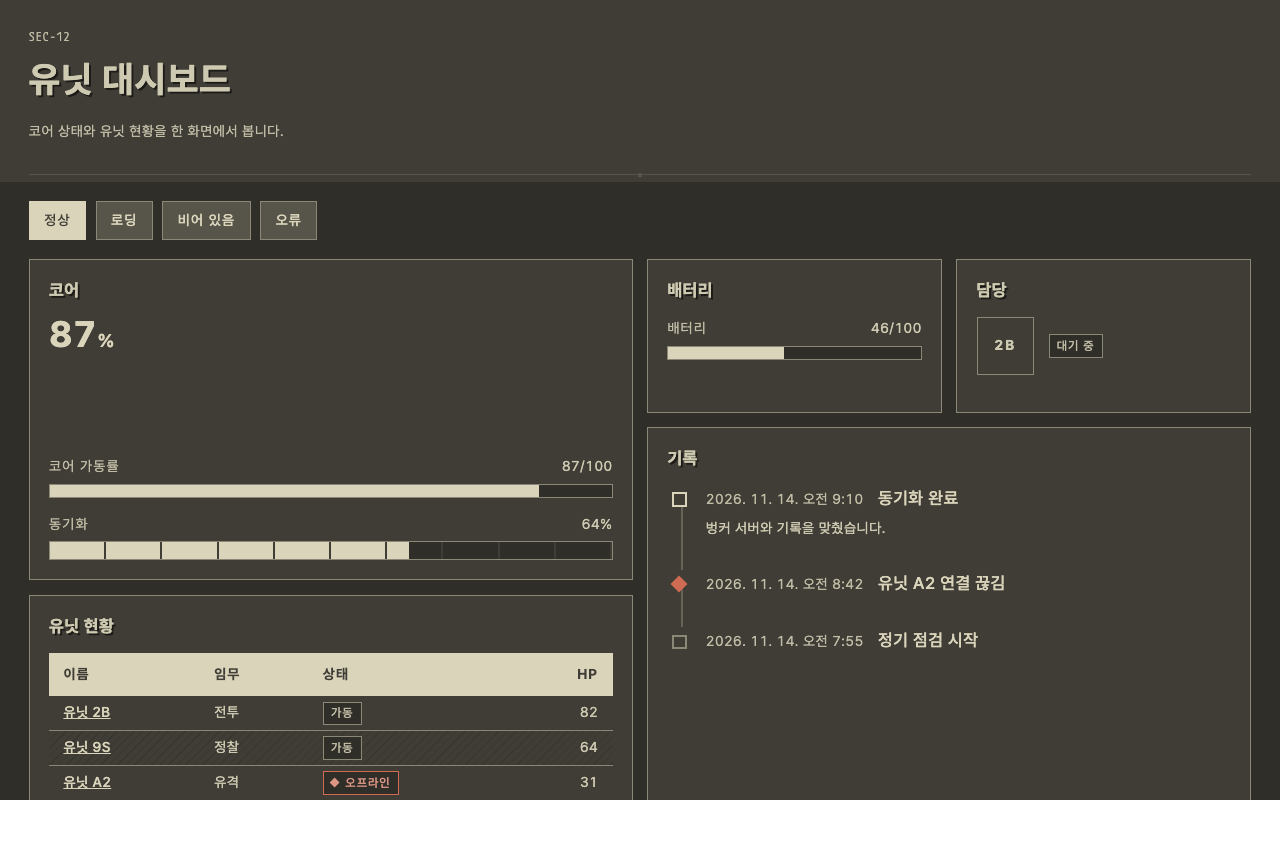 SEC-12
유닛 대시보드
코어 상태와 유닛 현황을 한 화면에서 봅니다.
정상 로딩 비어 있음 오류
코어
87%
코어 가동률 87/100
동기화 64%
배터리
배터리 46/100
담당
2B 대기 중
기록
2026. 11. 14. 오전 9:10 동기화 완료
벙커 서버와 기록을 맞췄습니다.
2026. 11. 14. 오전 8:42 유닛 A2 연결 끊김
2026. 11. 14. 오전 7:55 정기 점검 시작
유닛 현황
이름 임무 상태 HP
유닛 2B 전투 가동 82
유닛 9S 정찰 가동 64
유닛 A2 유격 오프라인 31